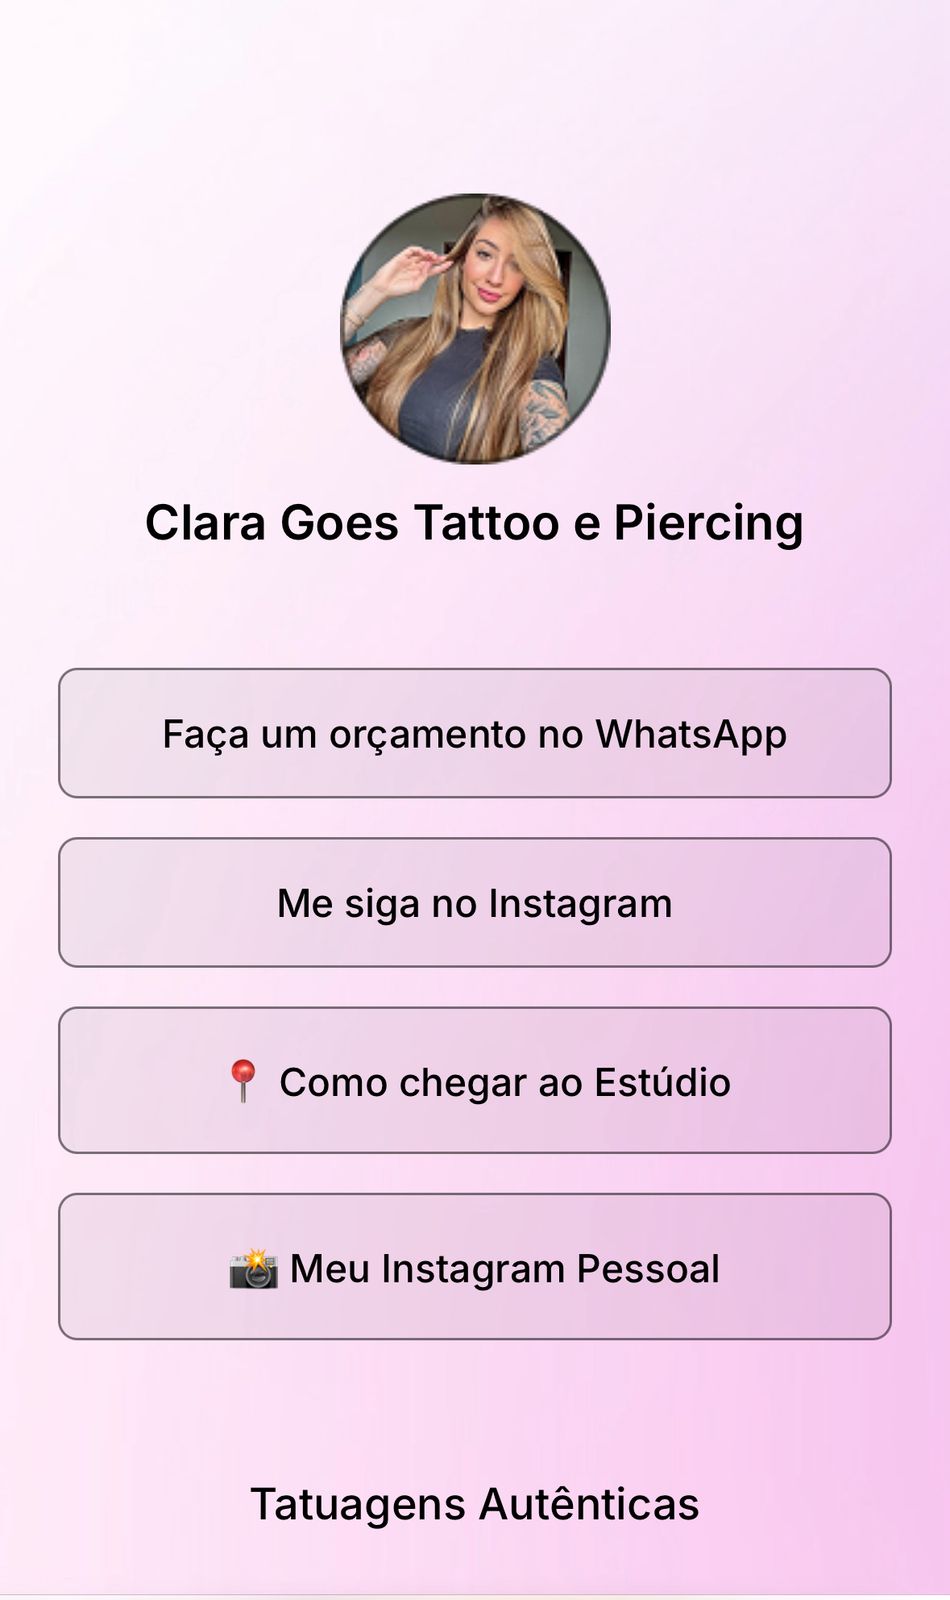 Clara Goes Tattoo e Piercing
Faça um orçamento no WhatsApp
Me siga no Instagram
📍 Como chegar ao Estúdio
📸 Meu Instagram Pessoal
Tatuagens Autênticas